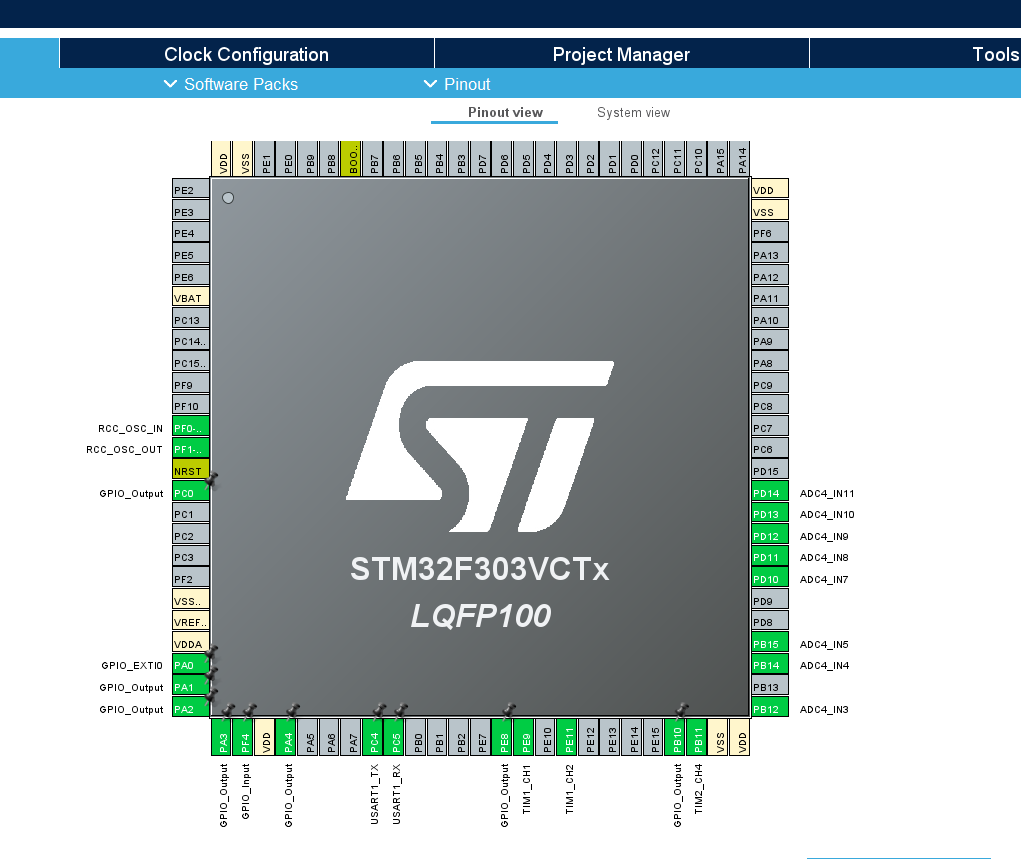 Clock Configuration
Project Manager
Tools
Software Packs
Pinout
Pinout view
System view
VDD
VSS
PE1
PE0
PB9
PB8
BOO..
PB7
PB6
PB5
PB4
PB3
PD7
PD6
PD5
PD4
PD3
PD2
PD1
PD0
PC12
PC11
PC10
PA15
PA14
PE2
PE3
PE4
PE5
PE6
VBAT
PC13
PC14..
PC15..
PF9
PF10
RCC_OSC_IN PF0-..
RCC_OSC_OUT PF1-..
NRST
GPIO_Output PC0
PC1
PC2
PC3
PF2
VSS..
VREF..
VDDA
GPIO_EXTI0 PA0
GPIO_Output PA1
GPIO_Output PA2
ST
STM32F303VCTx
LQFP100
VDD
VSS
PF6
PA13
PA12
PA11
PA10
PA9
PA8
PC9
PC8
PC7
PC6
PD15
PD14 ADC4_IN11
PD13 ADC4_IN10
PD12 ADC4_IN9
PD11 ADC4_IN8
PD10 ADC4_IN7
PD9
PD8
PB15 ADC4_IN5
PB14 ADC4_IN4
PB13
PB12 ADC4_IN3
PA3
PF4
VDD
PA4
PA5
PA6
PA7
PC4
PC5
PB0
PB1
PB2
PE7
PE8
PE9
PE10
PE11
PE12
PE13
PE14
PE15
PB10
PB11
VSS
VDD
GPIO_Output
GPIO_Input
GPIO_Output
USART1_TX
USART1_RX
GPIO_Output
TIM1_CH1
TIM1_CH2
GPIO_Output
TIM2_CH4